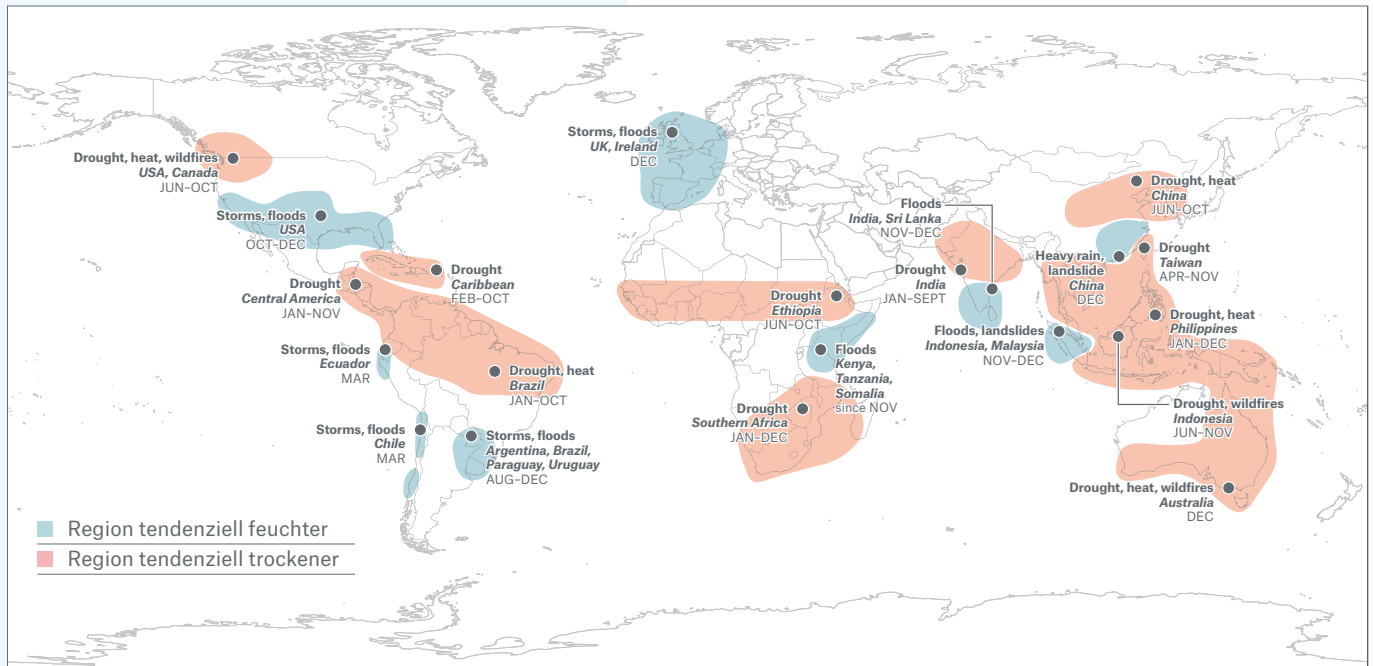 Drought, heat, wildfires
USA, Canada
JUN–OCT
Storms, floods
USA
OCT–DEC
Drought
Caribbean
FEB–OCT
Drought
Central America
JAN–NOV
Storms, floods
Ecuador
MAR
Drought, heat
Brazil
JAN–OCT
Storms, floods
Chile
MAR
Storms, floods
Argentina, Brazil,
Paraguay, Uruguay
AUG–DEC
Storms, floods
UK, Ireland
DEC
Drought
Ethiopia
JUN–OCT
Floods
Kenya,
Tanzania,
Somalia
since NOV
Drought
Southern Africa
JAN–DEC
Floods
India, Sri Lanka
NOV–DEC
Drought
India
JAN–SEPT
Drought, heat
China
JUN–OCT
Heavy rain,
landslide
China
DEC
Drought
Taiwan
APR–NOV
Floods, landslides
Indonesia, Malaysia
NOV–DEC
Drought, heat
Philippines
JAN–DEC
Drought, wildfires
Indonesia
JUN–NOV
Drought, heat, wildfires
Australia
DEC
Region tendenziell feuchter
Region tendenziell trockener